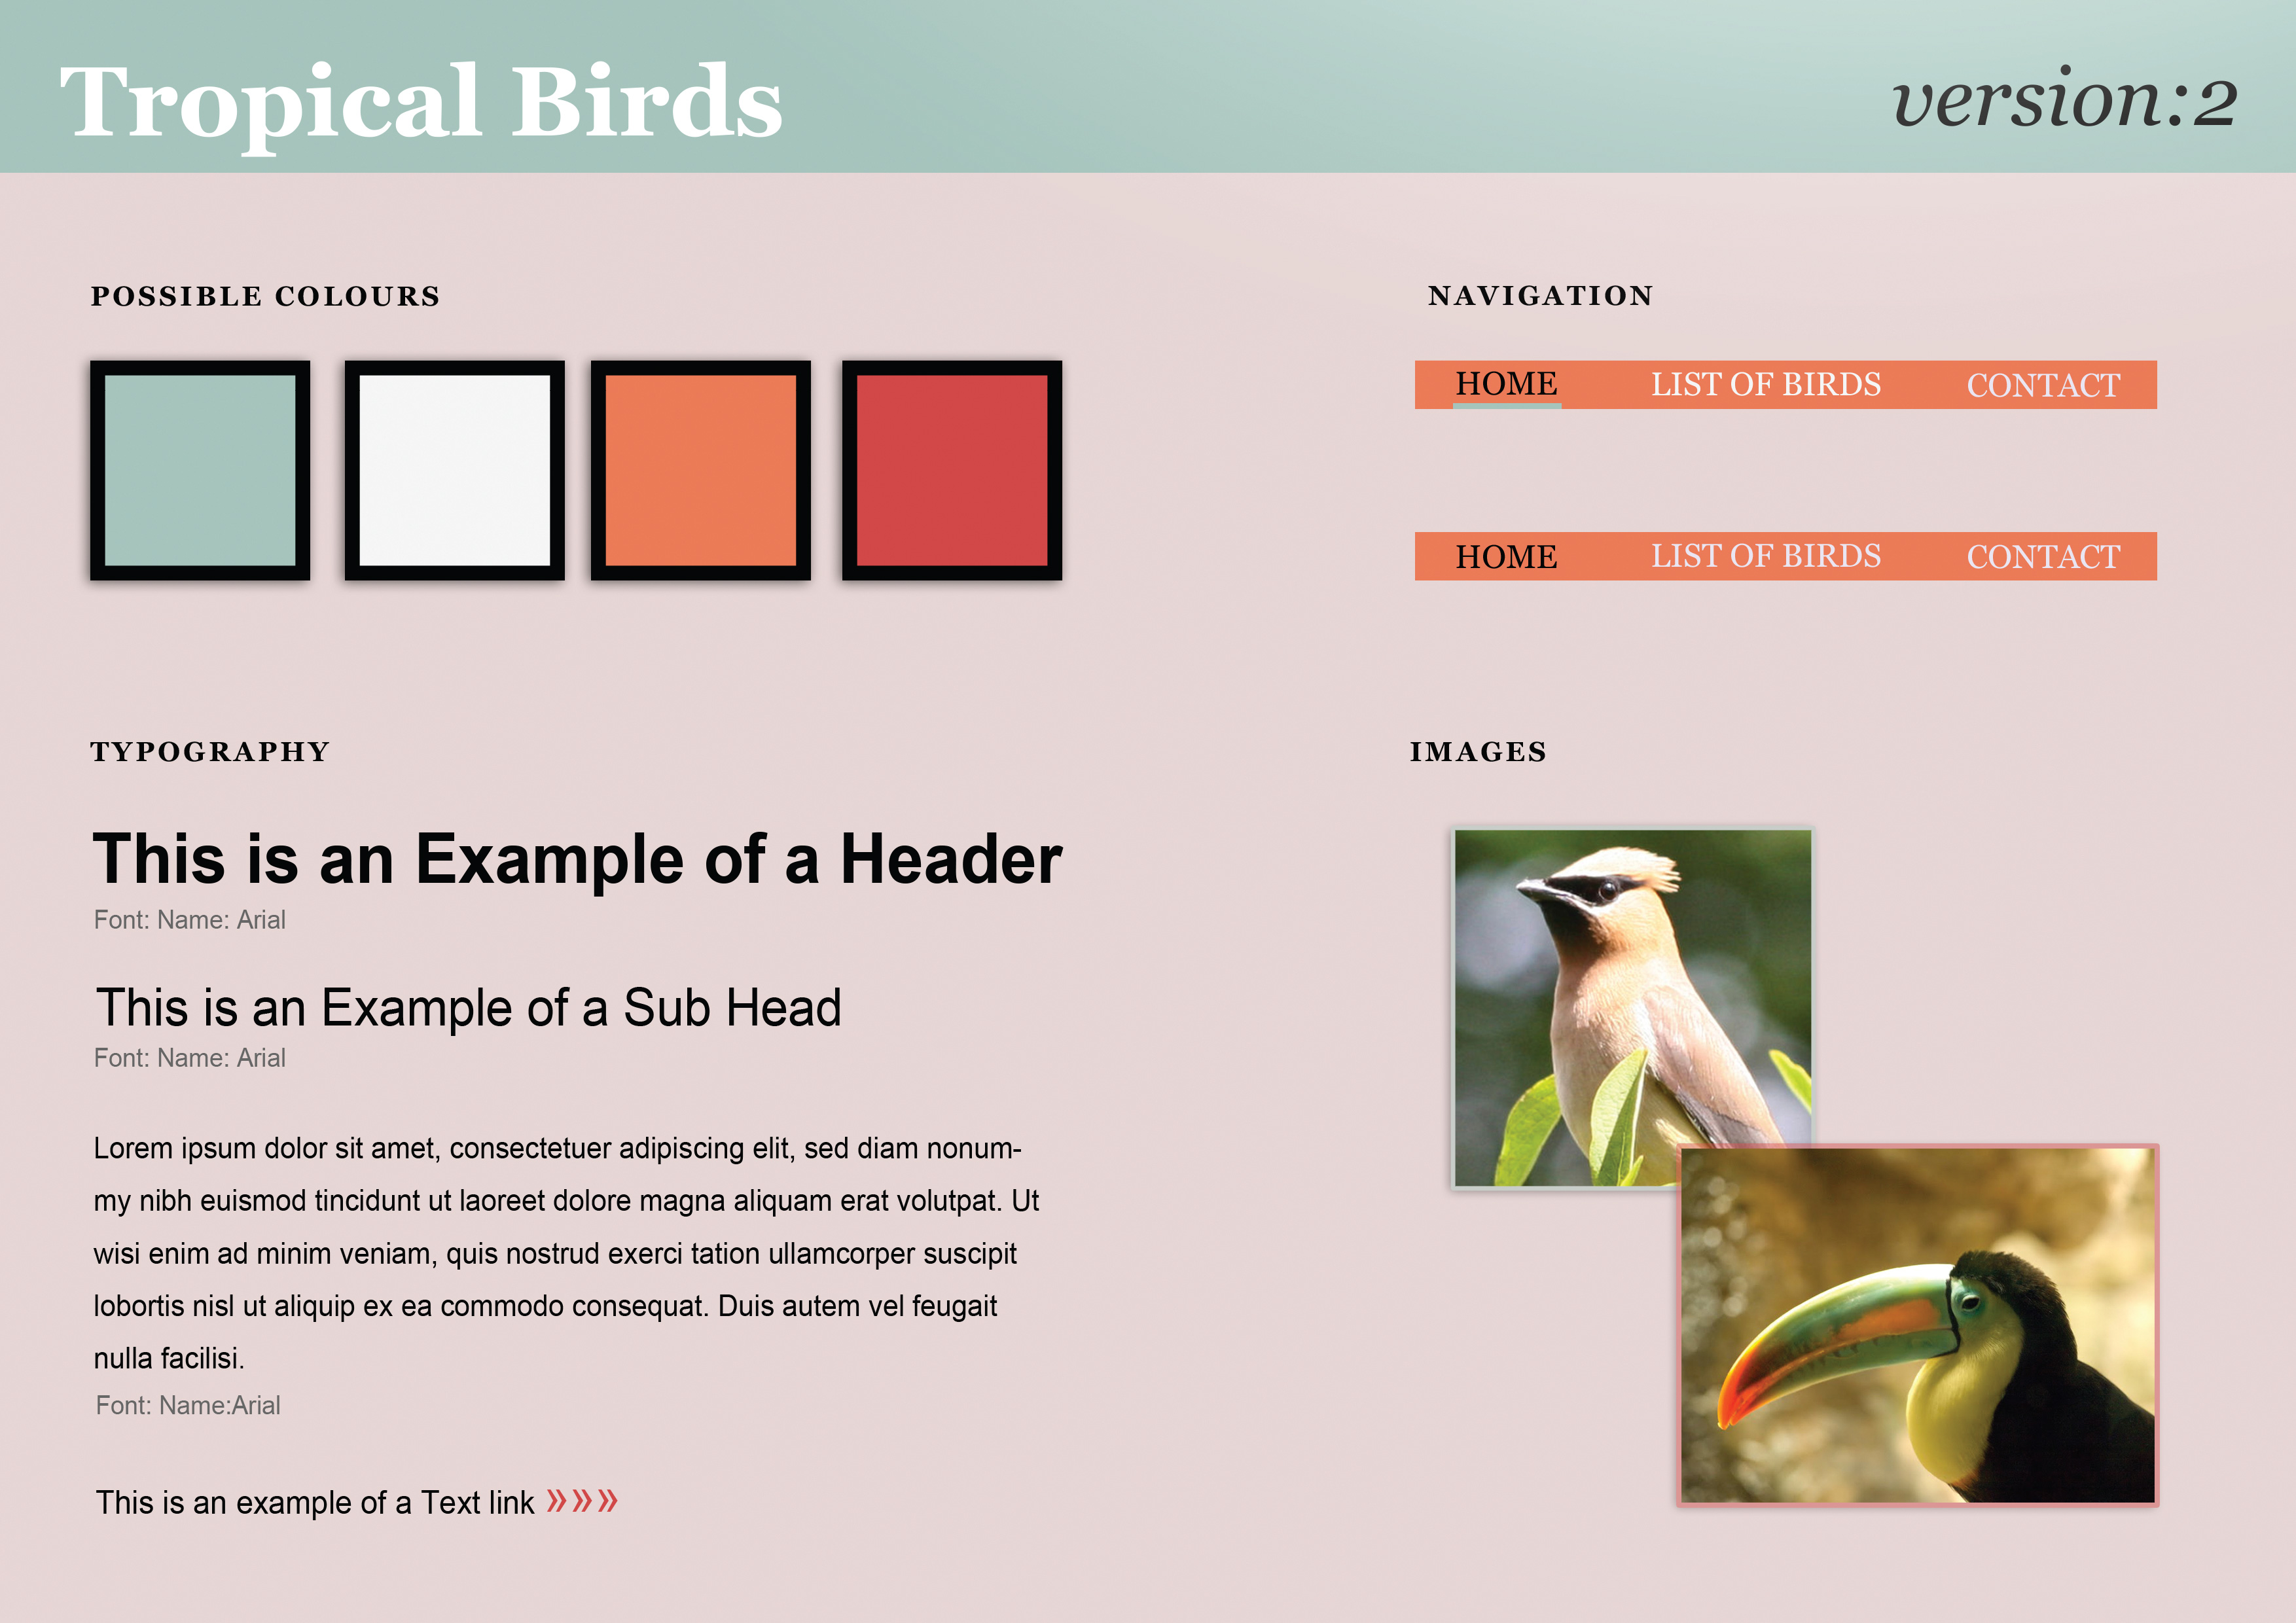 Tropical Birds
version:2
POSSIBLE COLOURS
NAVIGATION
HOME LIST OF BIRDS CONTACT
HOME LIST OF BIRDS CONTACT
TYPOGRAPHY
This is an Example of a Header
Font: Name: Arial
This is an Example of a Sub Head
Font: Name: Arial
Lorem ipsum dolor sit amet, consectetuer adipiscing elit, sed diam nonum-
my nibh euismod tincidunt ut laoreet dolore magna aliquam erat volutpat. Ut
wisi enim ad minim veniam, quis nostrud exerci tation ullamcorper suscipit
lobortis nisl ut aliquip ex ea commodo consequat. Duis autem vel feugait
nulla facilisi.
Font: Name:Arial
This is an example of a Text link »»»
IMAGES